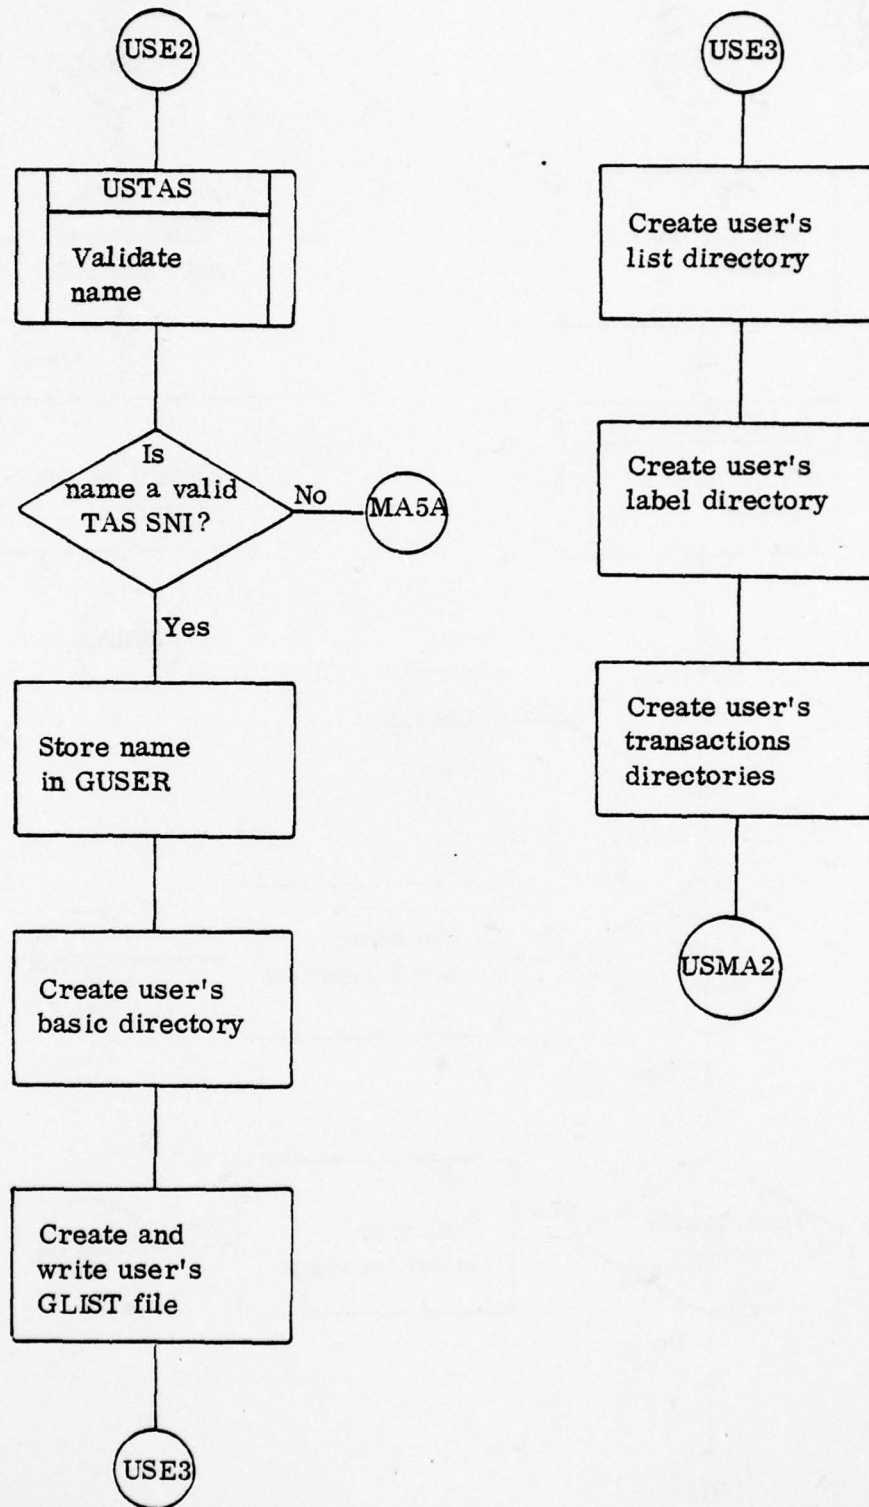 USE2
USTAS
Validate
name
Is
name a valid
TAS SNI?
No
MA5A
Yes
Store name
in GUSER
Create user's
basic directory
Create and
write user's
GLIST file
USE3
USE3
Create user's
list directory
Create user's
label directory
Create user's
transactions
directories
USMA2